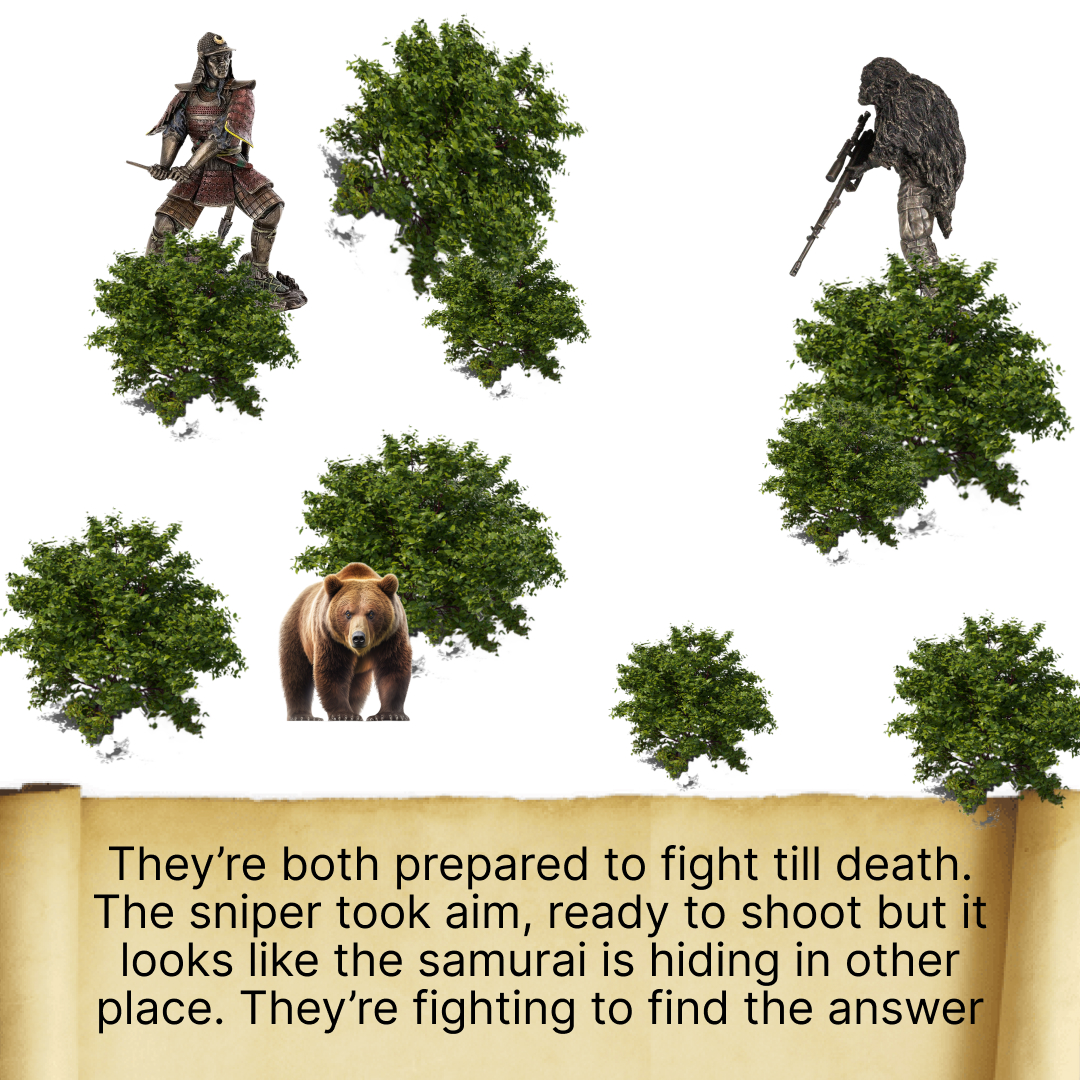 They’re both prepared to fight till death.
The sniper took aim, ready to shoot but it
looks like the samurai is hiding in other
place. They’re fighting to find the answer